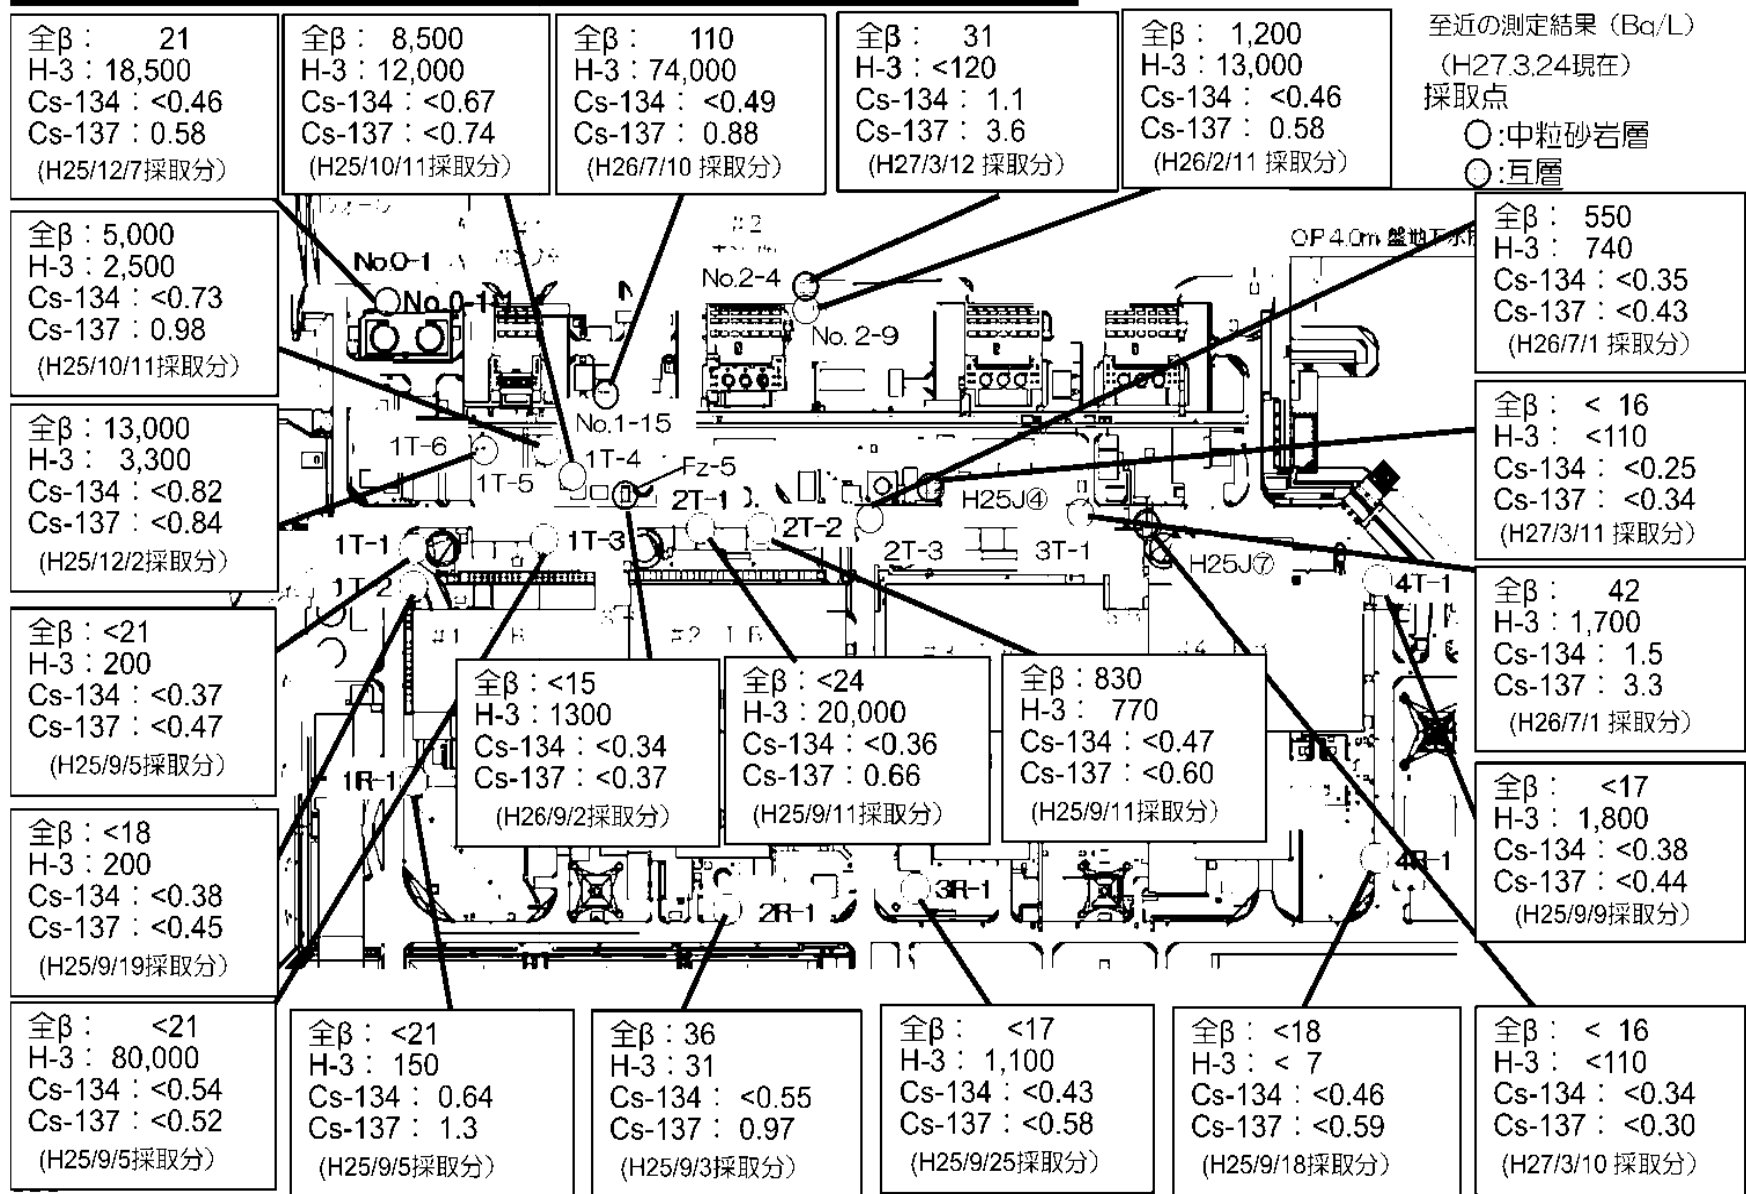 全β： 21
H-3：18,500
Cs-134：<0.46
Cs-137：0.58
(H25/12/7採取分)
全β： 8,500
H-3：12,000
Cs-134：<0.67
Cs-137：<0.74
(H25/10/11採取分)
全β： 110
H-3：74,000
Cs-134：<0.49
Cs-137：0.88
(H26/7/10 採取分)
全β： 31
H-3：<120
Cs-134：1.1
Cs-137：3.6
(H27/3/12 採取分)
全β： 1,200
H-3：13,000
Cs-134：<0.46
Cs-137：0.58
(H26/2/11 採取分)
至近の測定結果（Bq/L）
（H27.3.24現在）
採取点
○:中粒砂岩層
○:互層
全β：5,000
H-3：2,500
Cs-134：<0.73
Cs-137：0.98
(H25/10/11採取分)
全β： 550
H-3： 740
Cs-134：<0.35
Cs-137：<0.43
(H26/7/1 採取分)
#2
OP4.0m 盤地下水
No.0-1
No.2-4
No. 2-9
No.1-15
全β：13,000
H-3： 3,300
Cs-134：<0.82
Cs-137：<0.84
(H25/12/2採取分)
全β： < 16
H-3： <110
Cs-134：<0.25
Cs-137：<0.34
(H27/3/11 採取分)
1T-6
1T-5
1T-4
Fz-5
2T-1
H25J④
1T-1
1T-3
2T-2
2T-3
3T-1
H25J⑦
1T-2
4T-1
全β：<21
H-3：200
Cs-134：<0.37
Cs-137：<0.47
(H25/9/5採取分)
全β： 42
H-3：1,700
Cs-134：1.5
Cs-137：3.3
(H26/7/1 採取分)
全β：<15
H-3：1300
Cs-134：<0.34
Cs-137：<0.37
(H26/9/2採取分)
全β：<24
H-3：20,000
Cs-134：<0.36
Cs-137：0.66
(H25/9/11採取分)
全β：830
H-3： 770
Cs-134：<0.47
Cs-137：<0.60
(H25/9/11採取分)
1R-1
全β： <17
H-3：1,800
Cs-134：<0.38
Cs-137：<0.44
(H25/9/9採取分)
全β：<18
H-3：200
Cs-134：<0.38
Cs-137：<0.45
(H25/9/19採取分)
2R-1
3R-1
4R-1
全β： <21
H-3：80,000
Cs-134：<0.54
Cs-137：<0.52
(H25/9/5採取分)
全β：<21
H-3：150
Cs-134：0.64
Cs-137：1.3
(H25/9/5採取分)
全β：36
H-3：31
Cs-134：<0.55
Cs-137：0.97
(H25/9/3採取分)
全β： <17
H-3：1,100
Cs-134：<0.43
Cs-137：<0.58
(H25/9/25採取分)
全β：<18
H-3：< 7
Cs-134：<0.46
Cs-137：<0.59
(H25/9/18採取分)
全β： < 16
H-3： <110
Cs-134：<0.34
Cs-137：<0.30
(H27/3/10 採取分)